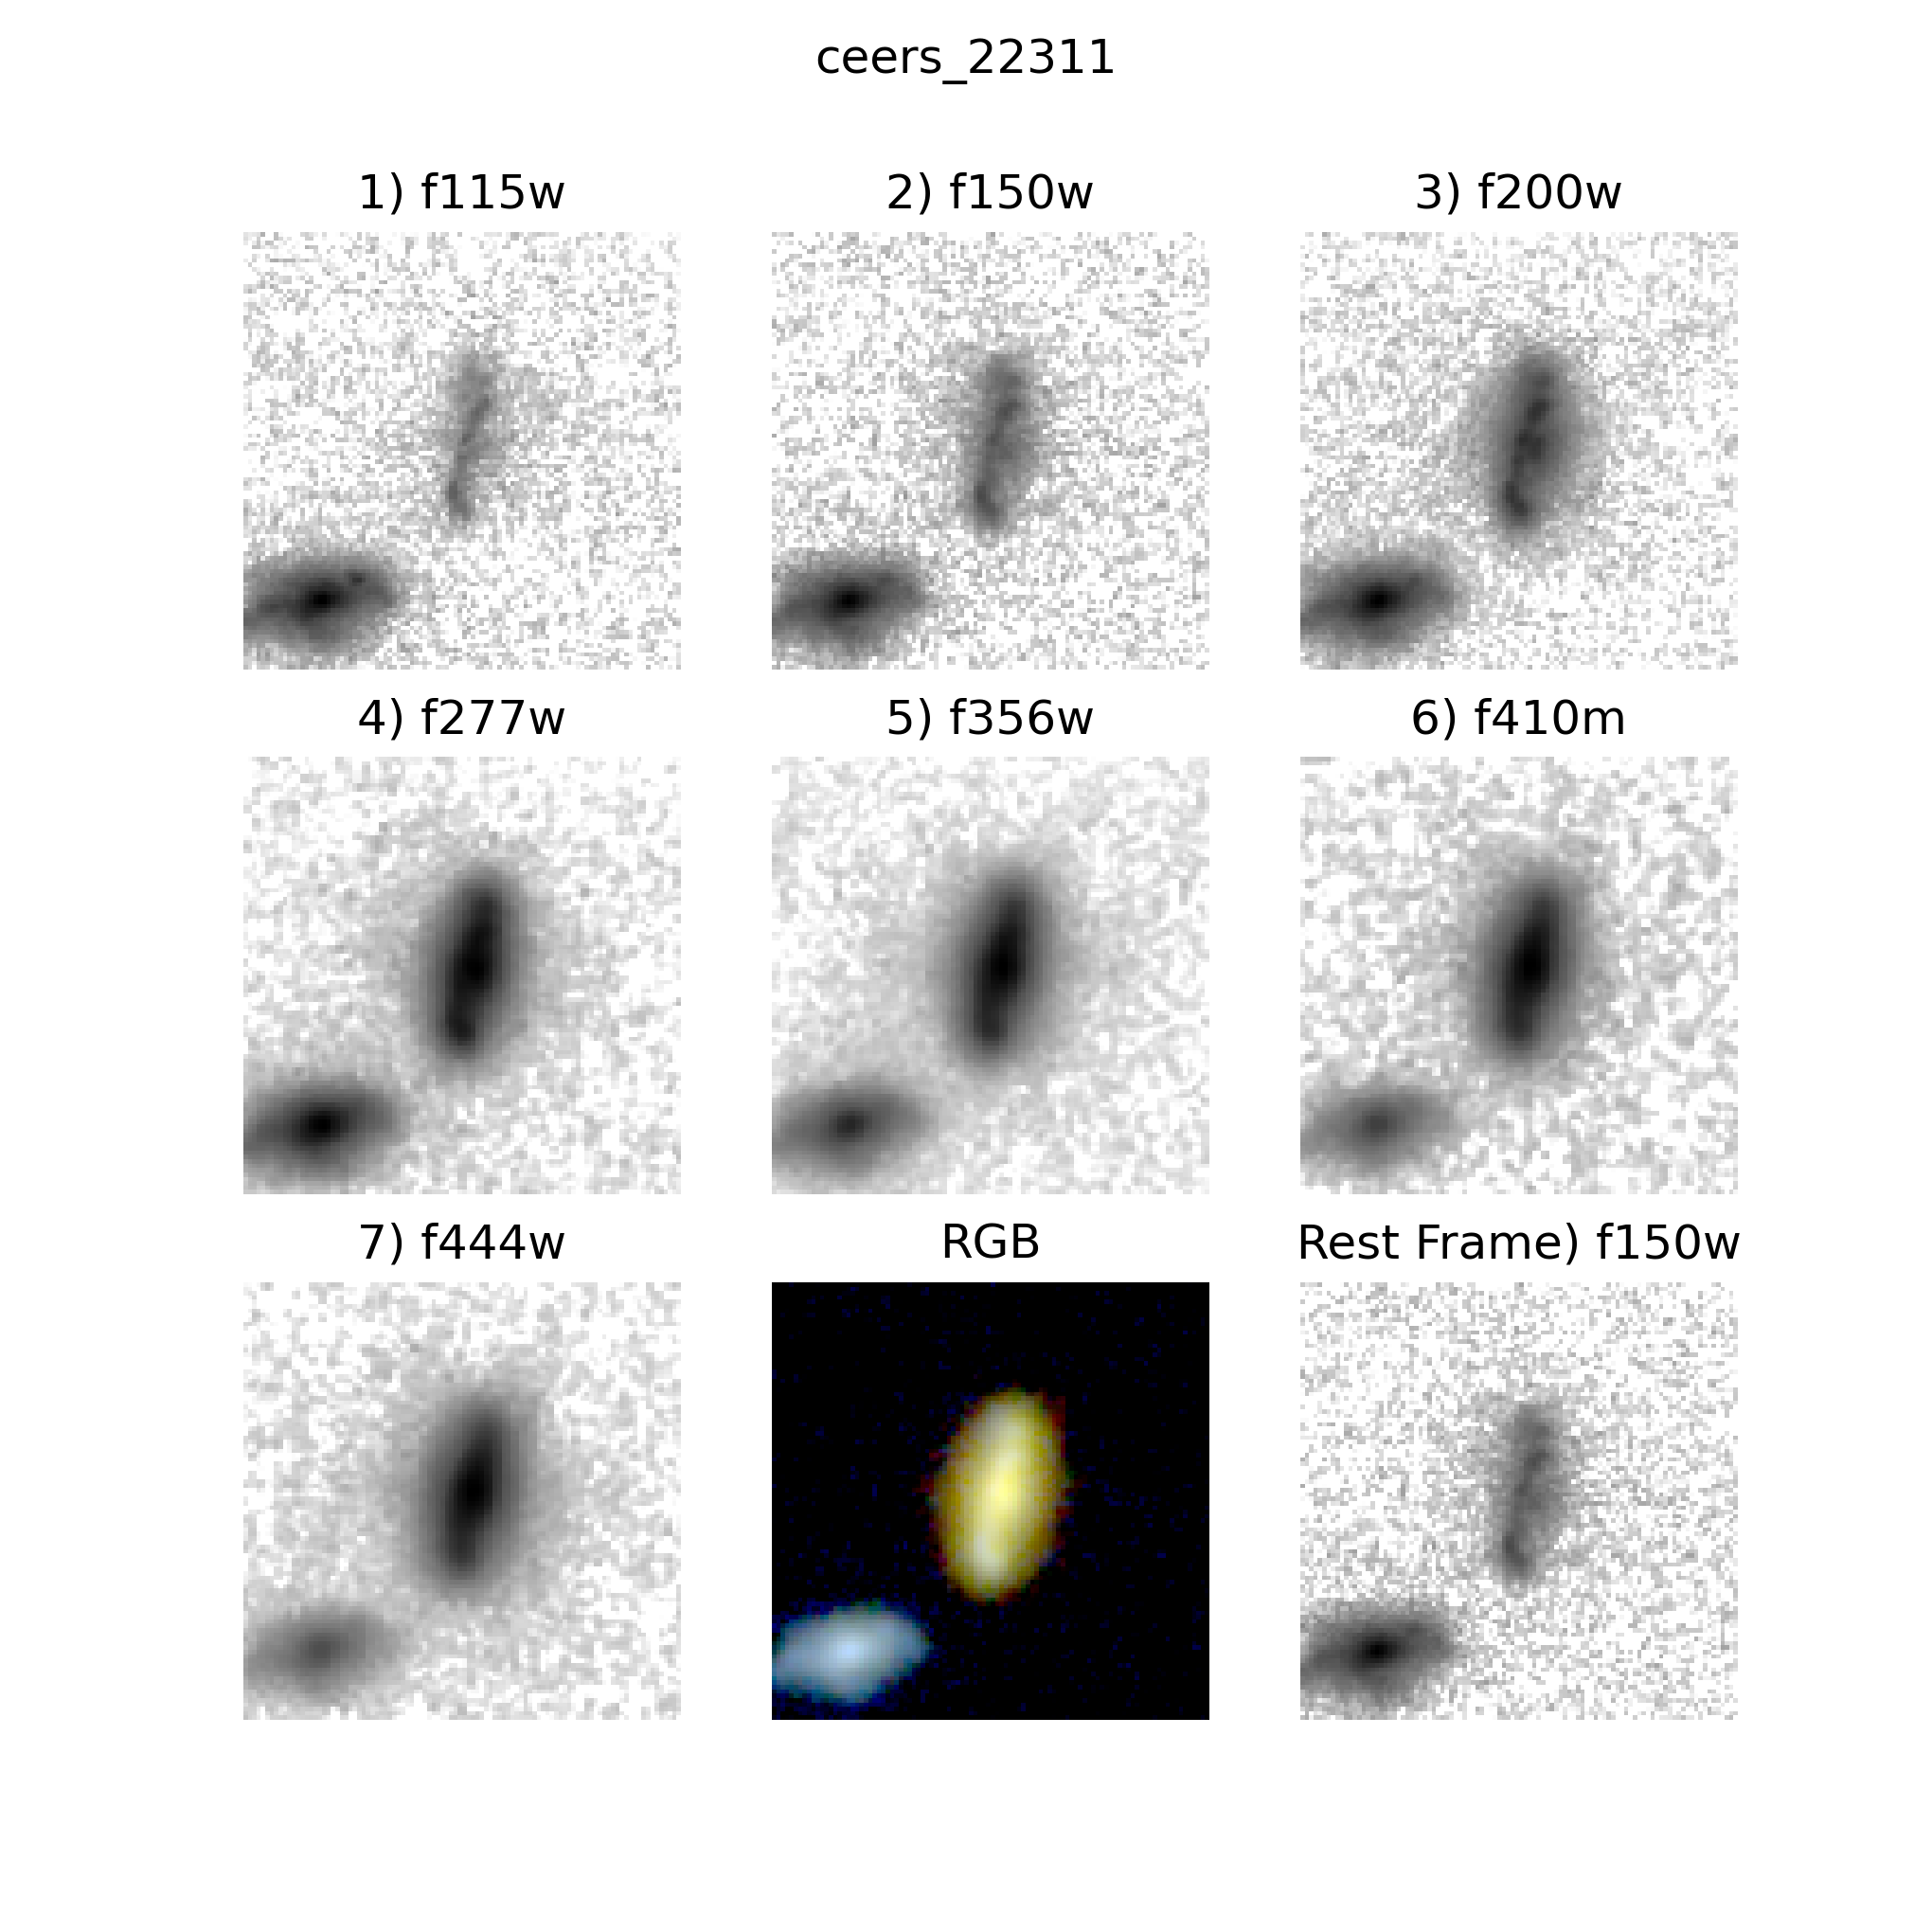 ceers_22311
1) f115w
2) f150w
3) f200w
4) f277w
5) f356w
6) f410m
7) f444w
RGB
Rest Frame) f150w